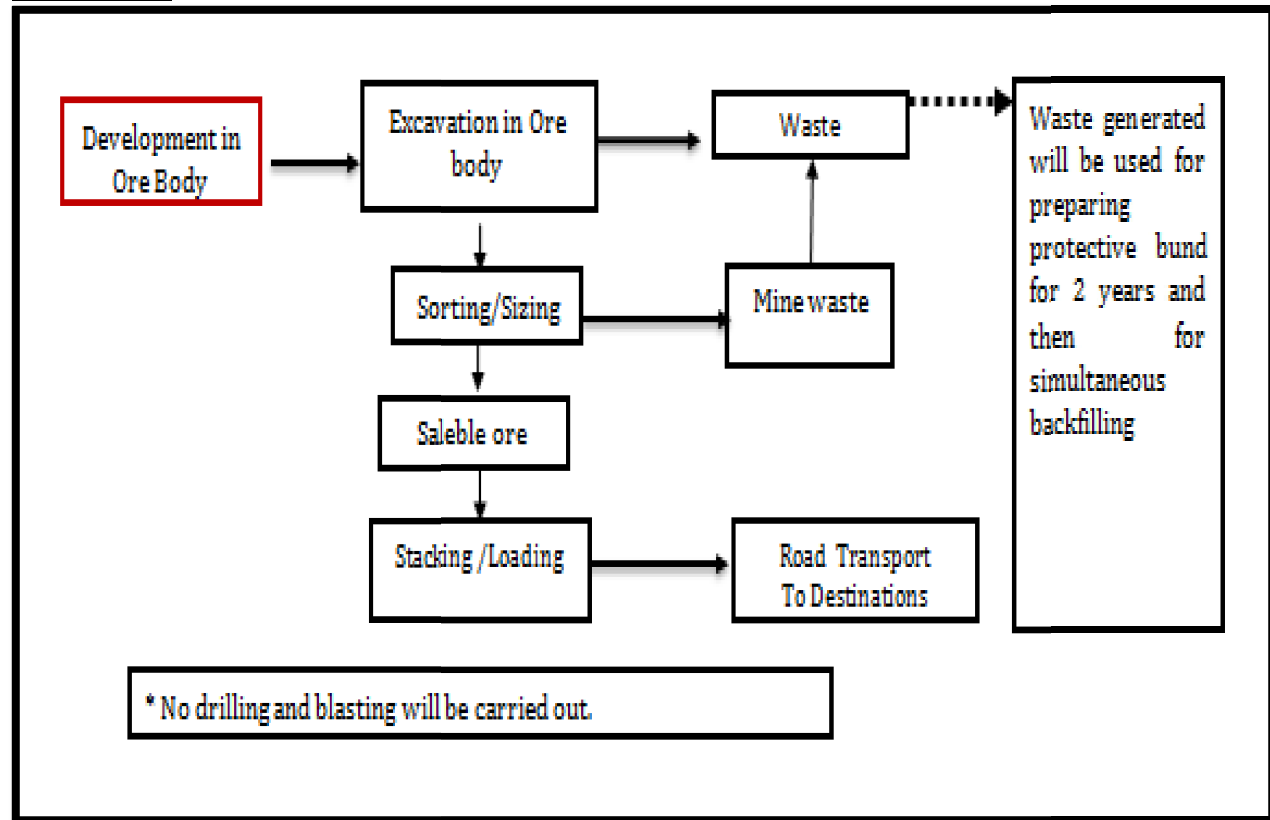 Development in
Ore Body
Excavation in Ore
body
Waste
Waste generated
will be used for
preparing
protective bund
for 2 years and
then for
simultaneous
backfilling
Sorting/Sizing
Mine waste
Saleble ore
Stacking /Loading
Road Transport
To Destinations
* No drilling and blasting will be carried out.